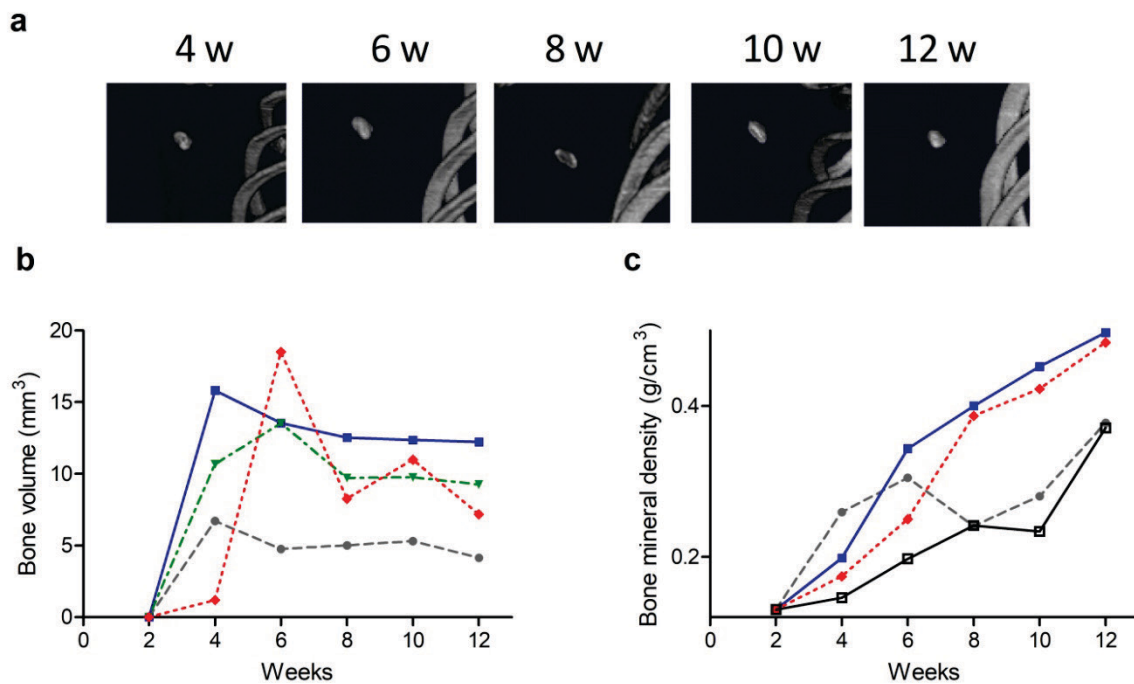 a
4 w 6 w 8 w 10 w 12 w
b
Bone volume (mm³)
20
15
10
5
0
0 2 4 6 8 10 12
Weeks
c
Bone mineral density (g/cm³)
0.4
0.2
0 2 4 6 8 10 12
Weeks